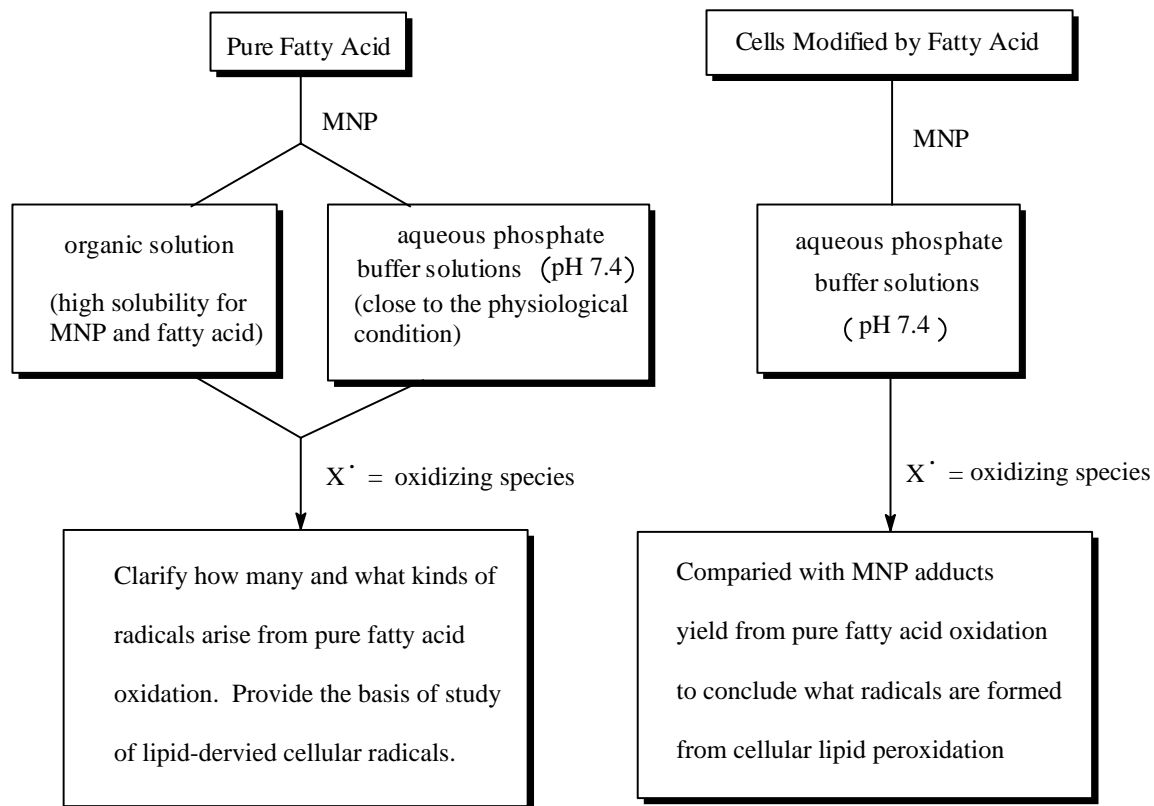 Pure Fatty Acid
MNP
organic solution
(high solubility for
MNP and fatty acid)
aqueous phosphate
buffer solutions (pH 7.4)
(close to the physiological
condition)
X˙ = oxidizing species
Clarify how many and what kinds of
radicals arise from pure fatty acid
oxidation. Provide the basis of study
of lipid-dervied cellular radicals.
Cells Modified by Fatty Acid
MNP
aqueous phosphate
buffer solutions
(pH 7.4)
X˙ = oxidizing species
Comparied with MNP adducts
yield from pure fatty acid oxidation
to conclude what radicals are formed
from cellular lipid peroxidation